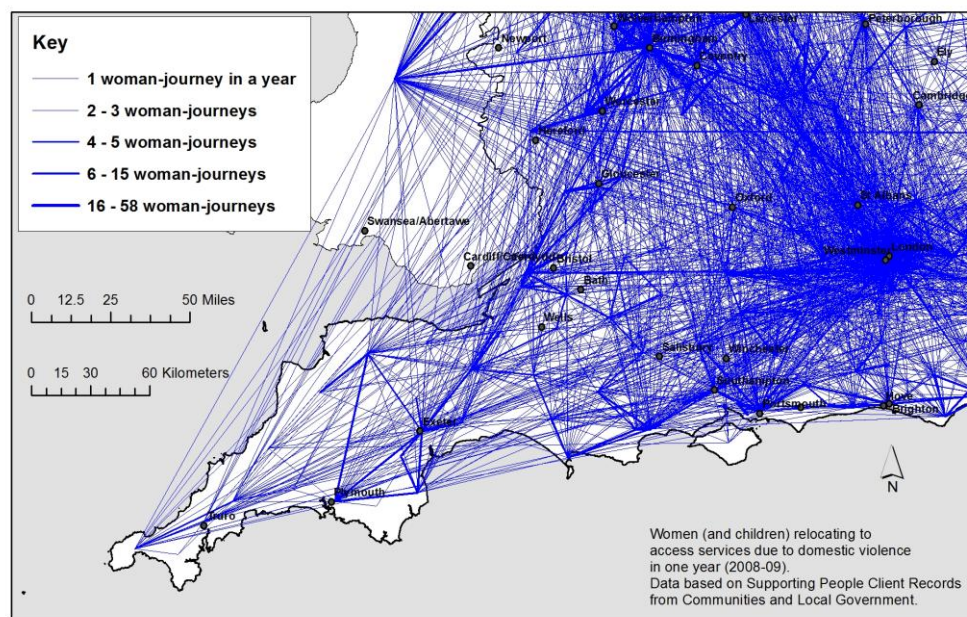 Key
1 woman-journey in a year
2 - 3 woman-journeys
4 - 5 woman-journeys
6 - 15 woman-journeys
16 - 58 woman-journeys
0 12.5 25 50 Miles
0 15 30 60 Kilometers
Newport
Birmingham
Coventry
Leicester
Peterborough
Ely
Cambridge
Worcester
Hereford
Gloucester
Oxford
St Albans
Swansea/Abertawe
Westminster
London
Bristol
Bath
Wells
Salisbury
Winchester
Southampton
Portsmouth
Hove
Brighton
Exeter
Plymouth
Truro
N
Women (and children) relocating to
access services due to domestic violence
in one year (2008-09).
Data based on Supporting People Client Records
from Communities and Local Government.